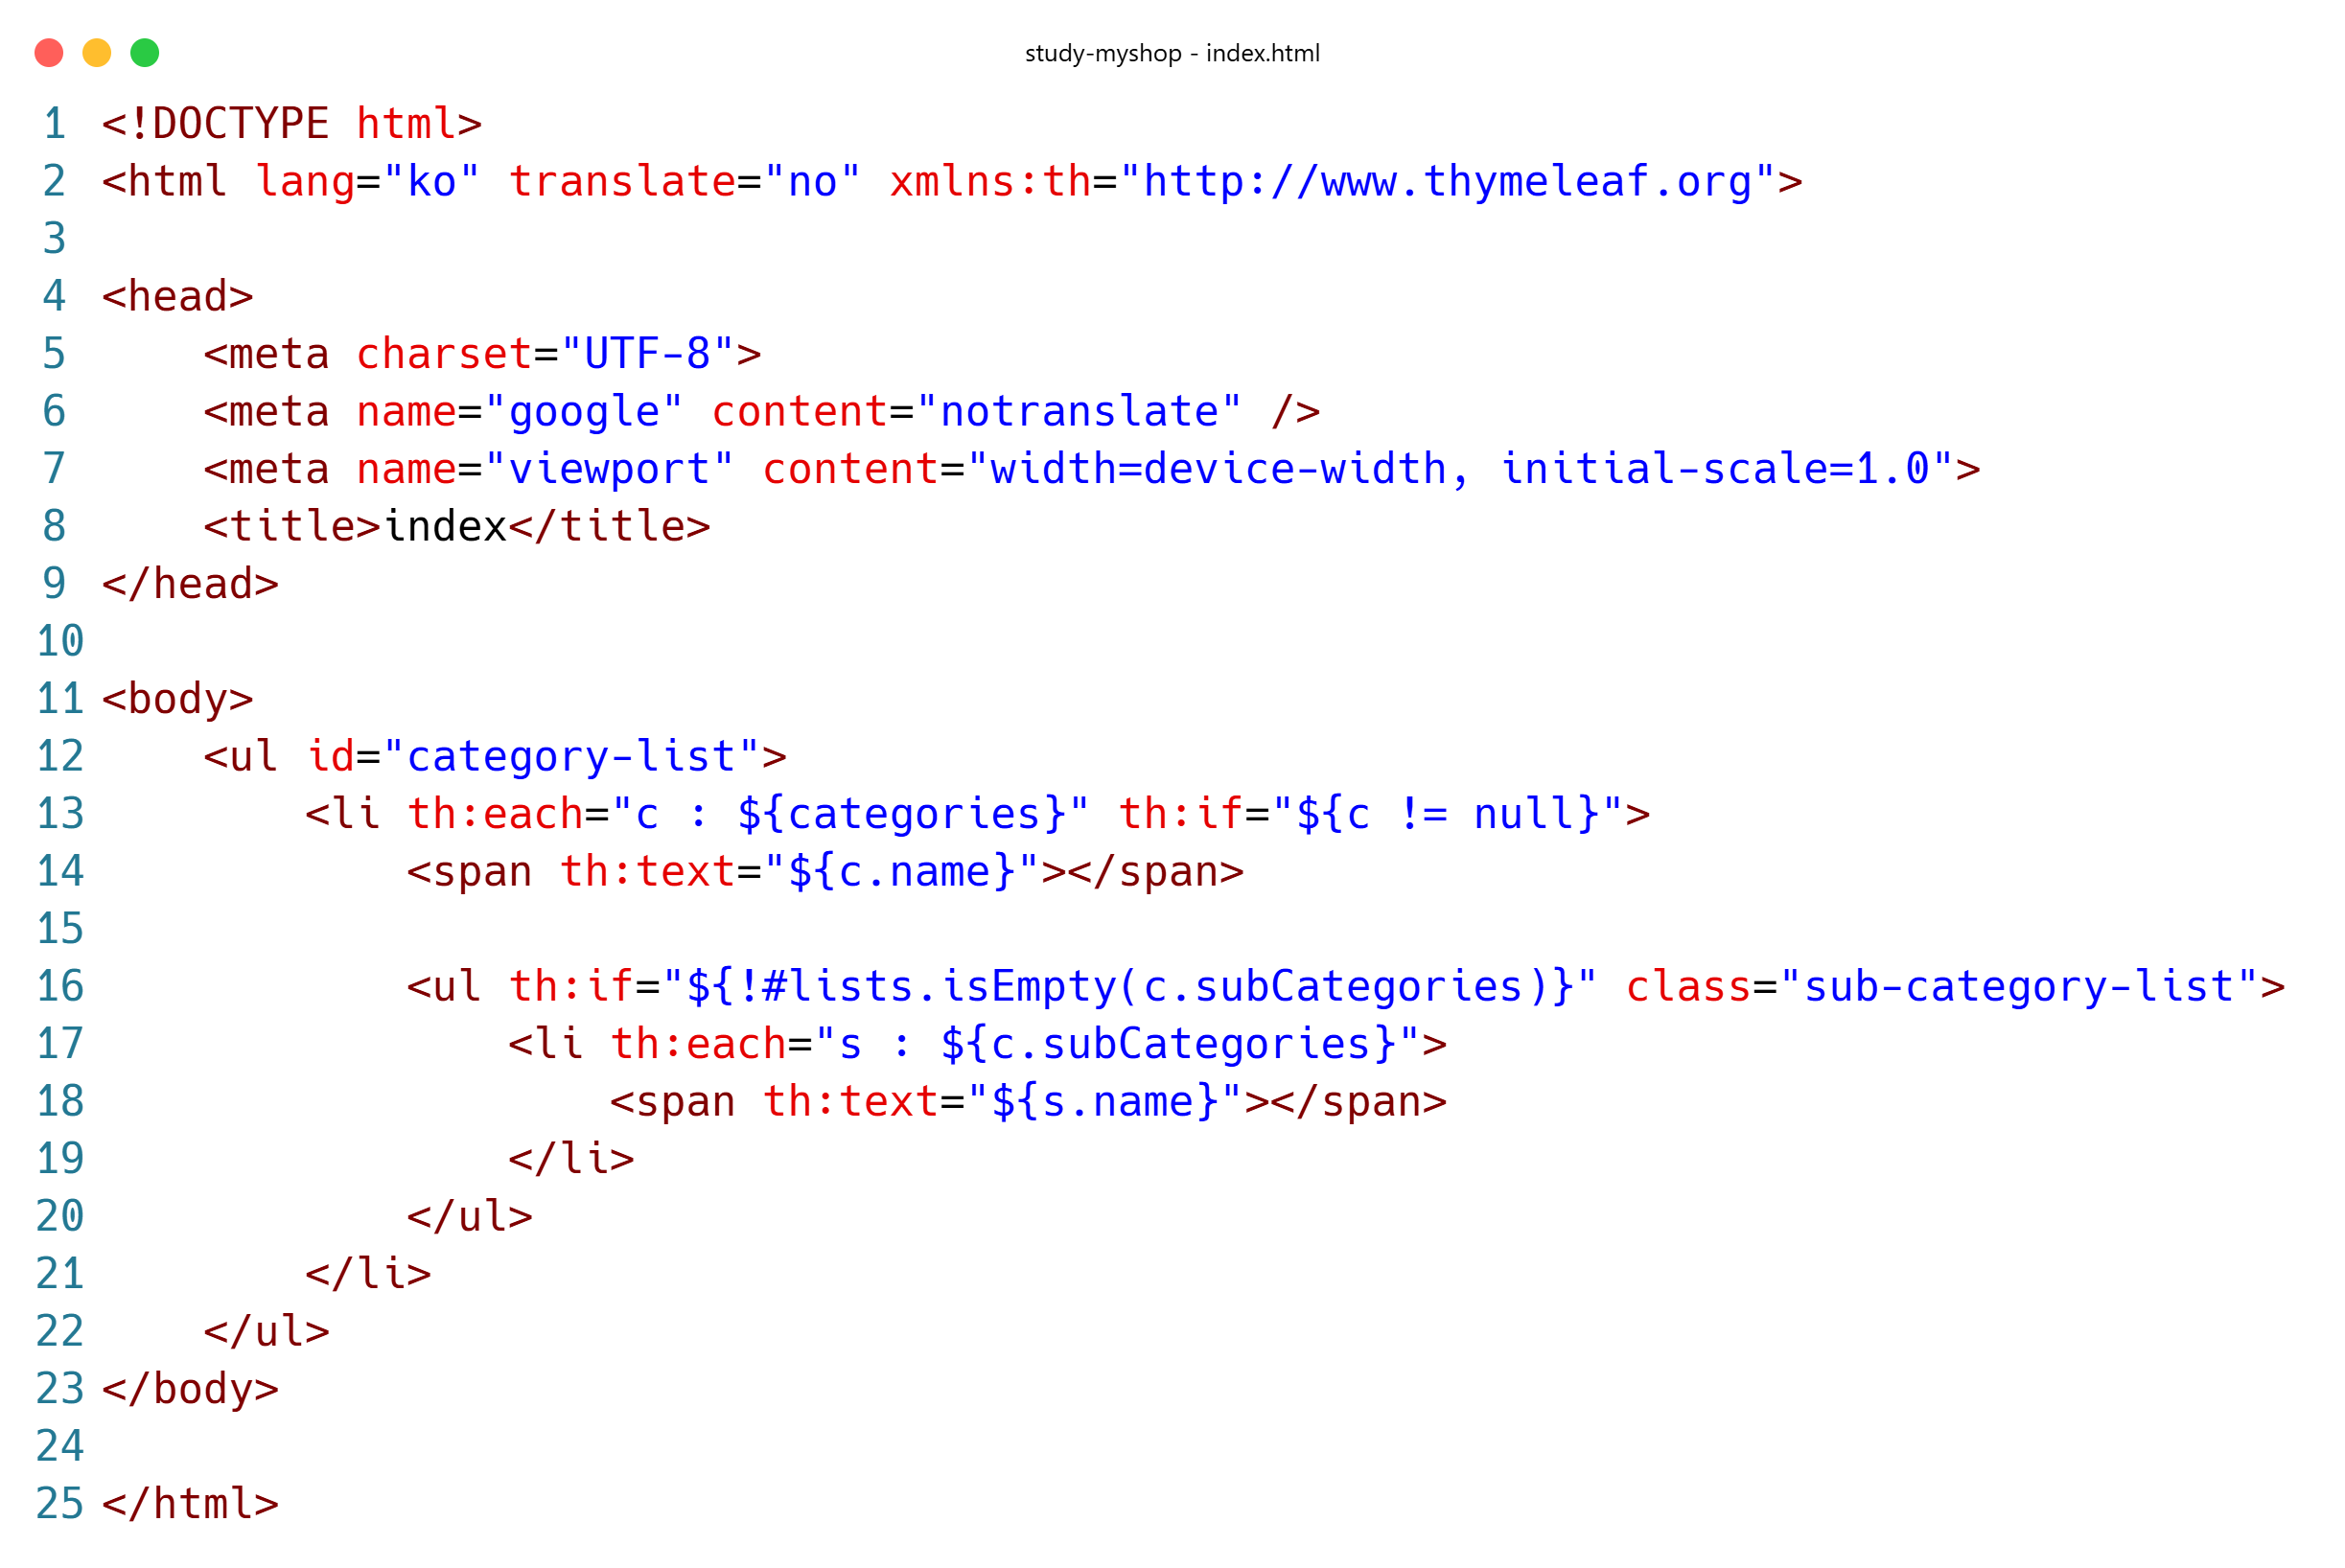 study-myshop - index.html
1 <!DOCTYPE html>
2 <html lang="ko" translate="no" xmlns:th="http://www.thymeleaf.org">
3
4 <head>
5     <meta charset="UTF-8">
6     <meta name="google" content="notranslate" />
7     <meta name="viewport" content="width=device-width, initial-scale=1.0">
8     <title>index</title>
9 </head>
10
11 <body>
12     <ul id="category-list">
13         <li th:each="c : ${categories}" th:if="${c != null}">
14             <span th:text="${c.name}"></span>
15
16             <ul th:if="${!#lists.isEmpty(c.subCategories)}" class="sub-category-list">
17                 <li th:each="s : ${c.subCategories}">
18                     <span th:text="${s.name}"></span>
19                 </li>
20             </ul>
21         </li>
22     </ul>
23 </body>
24
25 </html>